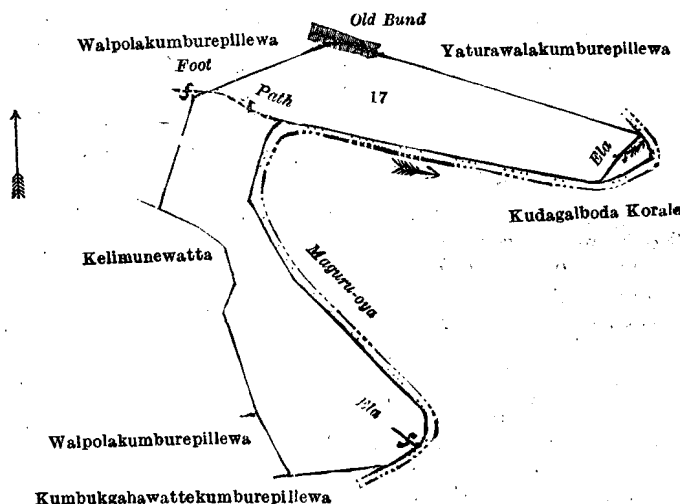 Old Bund
Walpolakumburepillewa
Yaturawalakumburepillewa
Foot
Path
17
Ela
Kudagalboda Korale
Kelimunewatta
Maguru-oya
Ela
Walpolakumburepillewa
Kumbukgahawattekumburepillewa